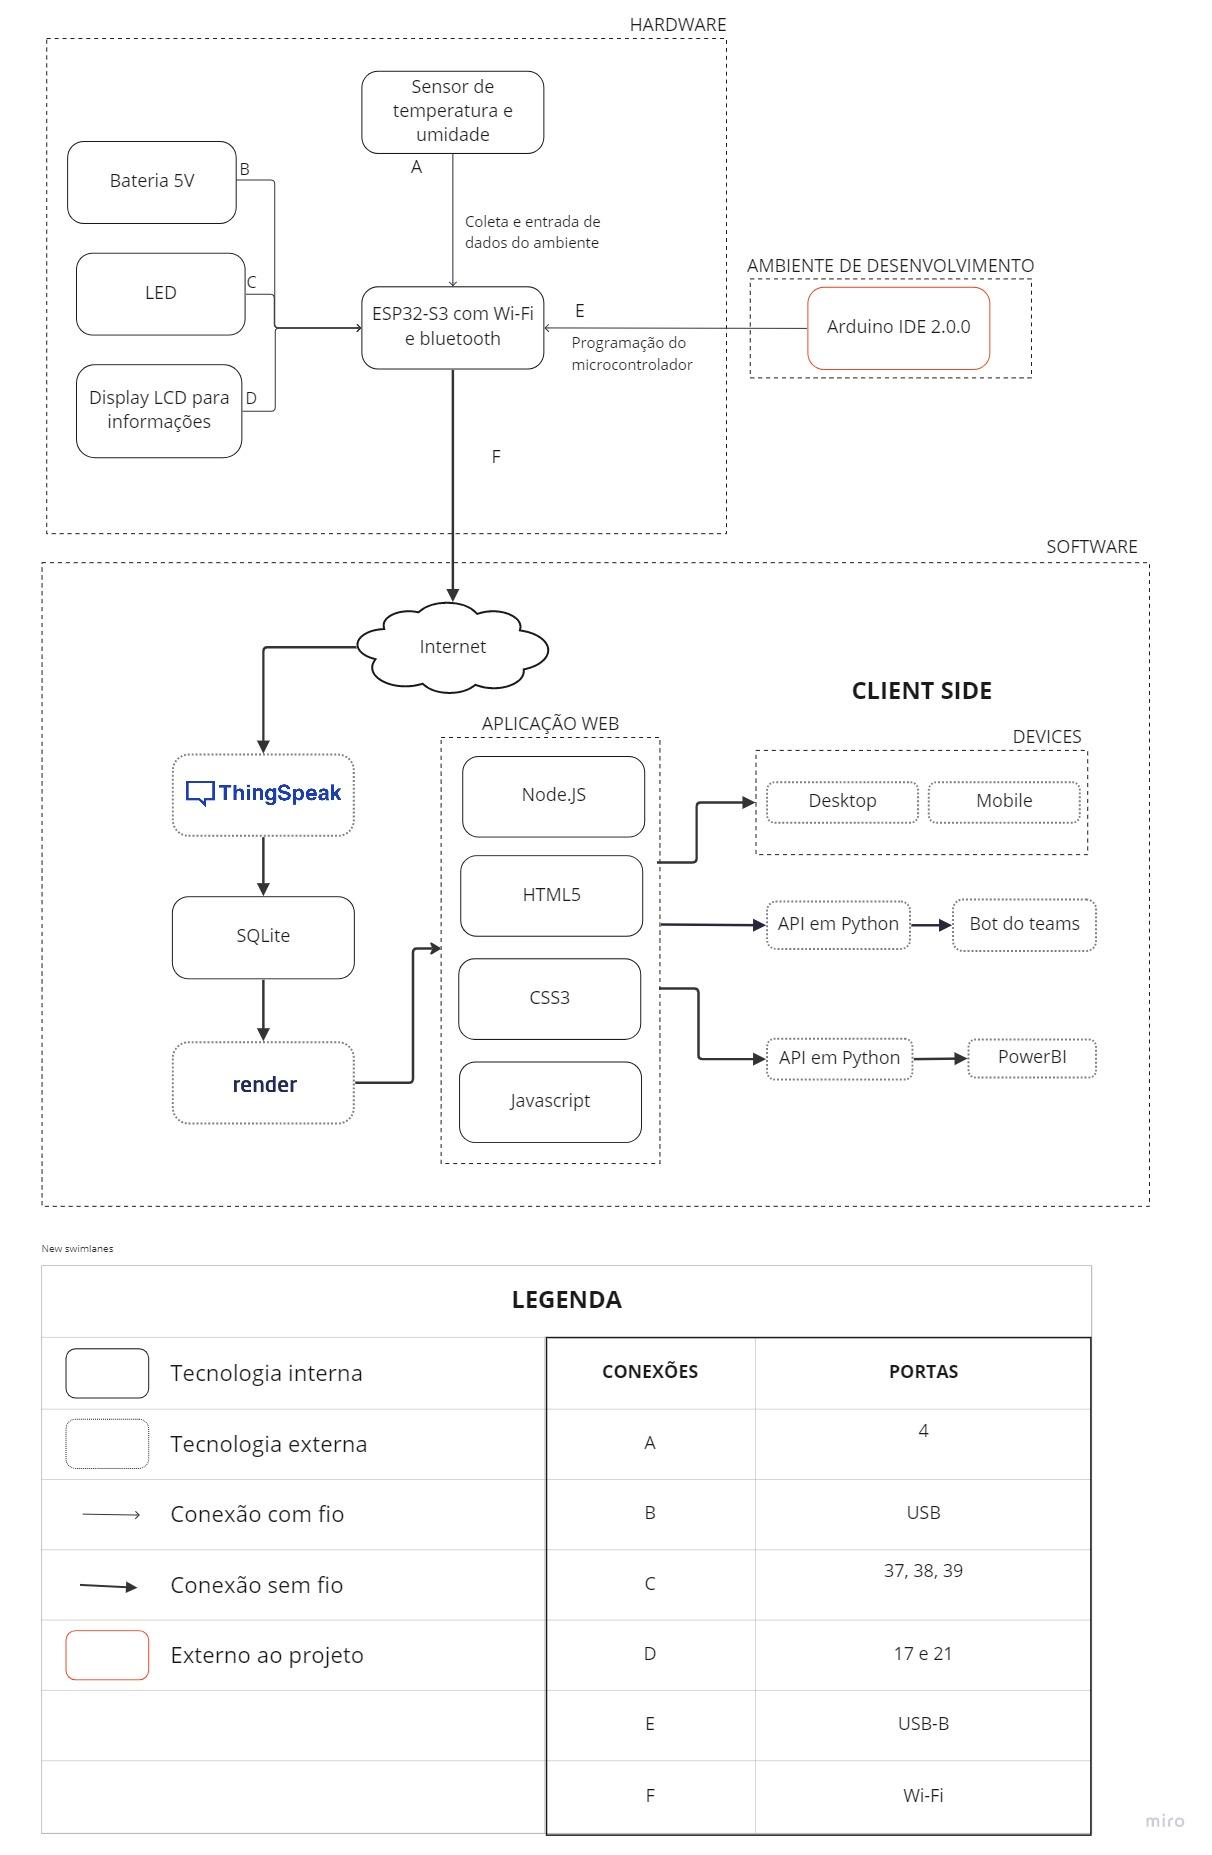 HARDWARE
Sensor de
temperatura e
umidade
A
Bateria 5V
B
Coleta e entrada de
dados do ambiente
LED
C
AMBIENTE DE DESENVOLVIMENTO
ESP32-S3 com Wi-Fi
e bluetooth
E
Arduino IDE 2.0.0
Programação do
microcontrolador
Display LCD para
informações
D
F
SOFTWARE
Internet
CLIENT SIDE
APLICAÇÃO WEB
DEVICES
ThingSpeak
Node.JS
Desktop
Mobile
HTML5
SQLite
API em Python
Bot do teams
CSS3
render
API em Python
PowerBI
Javascript
New swimlanes
LEGENDA
Tecnologia interna
CONEXÕES
PORTAS
Tecnologia externa
A
4
Conexão com fio
B
USB
Conexão sem fio
C
37, 38, 39
Externo ao projeto
D
17 e 21
E
USB-B
F
Wi-Fi
miro